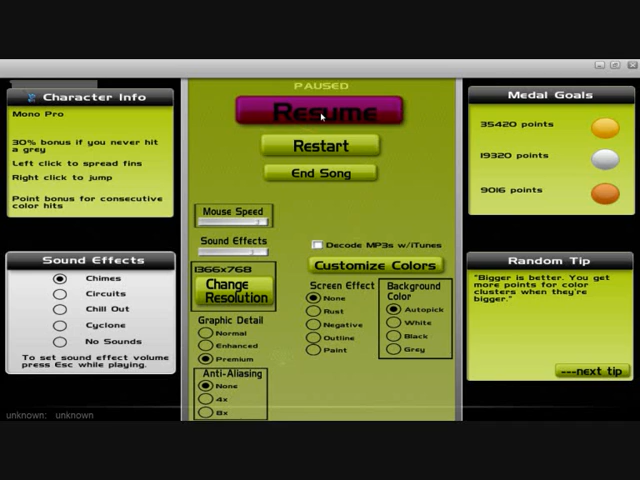 PAUSED
Resume
Restart
End Song
Character Info
Mono Pro
30% bonus if you never hit
a grey
Left click to spread fins
Right click to jump
Point bonus for consecutive
color hits
Medal Goals
35420 points
19320 points
9016 points
Sound Effects
Chimes
Circuits
Chill Out
Cyclone
No Sounds
To set sound effect volume
press Esc while playing.
Mouse Speed
Sound Effects
1366x768
Change
Resolution
Graphic Detail
Normal
Enhanced
Premium
Anti-Aliasing
None
4x
8x
Decode MP3s w/iTunes
Customize Colors
Screen Effect
None
Rust
Negative
Outline
Paint
Background
Color
Autopick
White
Black
Grey
Random Tip
"Bigger is better. You get
more points for color
clusters when they're
bigger."
---next tip
unknown: unknown